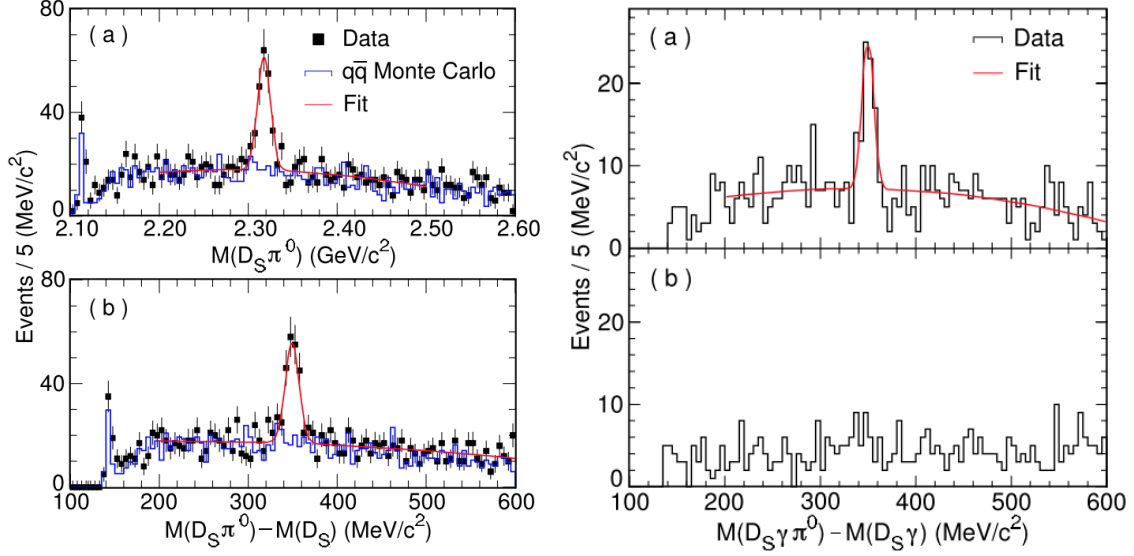 Events / 5 (MeV/c²)
80
( a )
Data
qq̅ Monte Carlo
Fit
40
0
2.10 2.20 2.30 2.40 2.50 2.60
M(D_S π⁰) (GeV/c²)
80
( b )
40
0
100 200 300 400 500 600
M(D_S π⁰) – M(D_S) (MeV/c²)
Events / 5 (MeV/c²)
( a )
Data
Fit
20
10
0
( b )
20
10
0
100 200 300 400 500 600
M(D_S γ π⁰) – M(D_S γ) (MeV/c²)